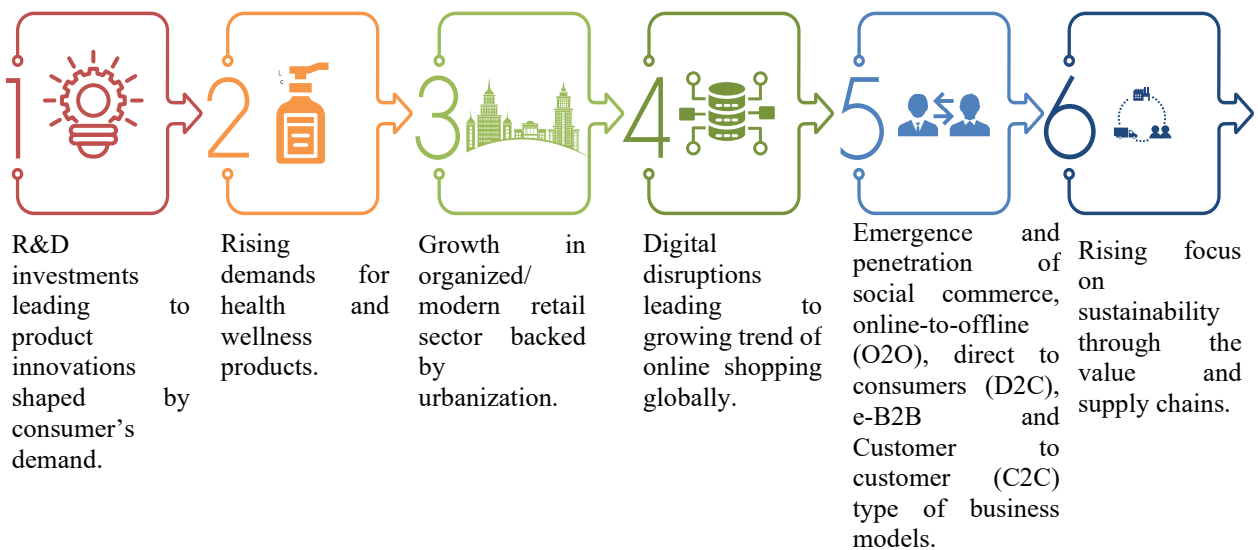 1
R&D
investments
leading to
product
innovations
shaped by
consumer’s
demand.
2
L
c
Rising
demands for
health and
wellness
products.
3
Growth in
organized/
modern retail
sector backed
by
urbanization.
4
Digital
disruptions
leading to
growing trend of
online shopping
globally.
5
Emergence and
penetration of
social commerce,
online-to-offline
(O2O), direct to
consumers (D2C),
e-B2B and
Customer to
customer (C2C)
type of business
models.
6
Rising focus
on
sustainability
through the
value and
supply chains.